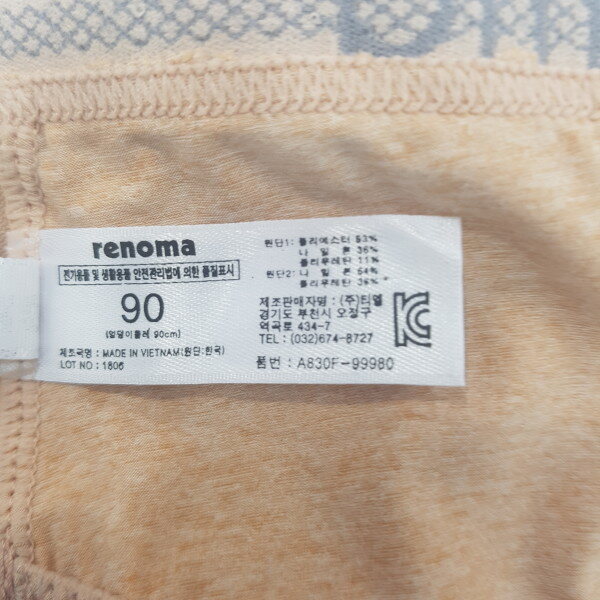 renoma
전기용품 및 생활용품 안전관리법에 의한 품질표시
90
(엉덩이둘레 90cm)
제조국명 : MADE IN VIETNAM(원단:한국)
LOT NO : 1806
원단1 : 폴리에스터 53%
나 일 론 36%
폴리우레탄 11%
원단2 : 나 일 론 64%
폴리우레탄 36%
제조판매자명 : (주)티엘
경기도 부천시 오정구
역곡로 434-7
TEL : (032)674-8727
품번 : A830F-99980